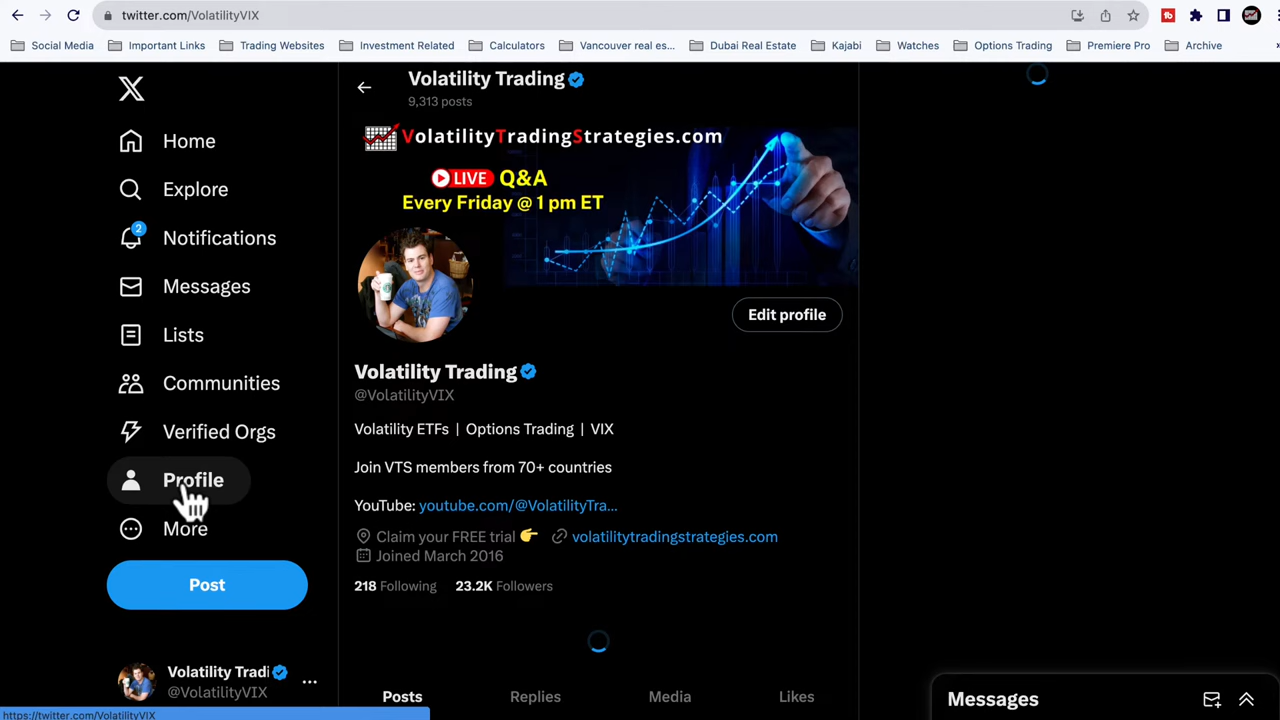 twitter.com/VolatilityVIX
Social Media Important Links Trading Websites Investment Related Calculators Vancouver real es... Dubai Real Estate Kajabi Watches Options Trading Premiere Pro Archive
X
Home
Explore
2
Notifications
Messages
Lists
Communities
Verified Orgs
Profile
More
Post
Volatility Tradi
@VolatilityVIX
https://twitter.com/VolatilityVIX
Volatility Trading
9,313 posts
VolatilityTradingStrategies.com
LIVE Q&A
Every Friday @ 1 pm ET
Edit profile
Volatility Trading
@VolatilityVIX
Volatility ETFs | Options Trading | VIX
Join VTS members from 70+ countries
YouTube: youtube.com/@VolatilityTra...
Claim your FREE trial 👉 volatilitytradingstrategies.com
Joined March 2016
218 Following 23.2K Followers
Posts Replies Media Likes
Messages